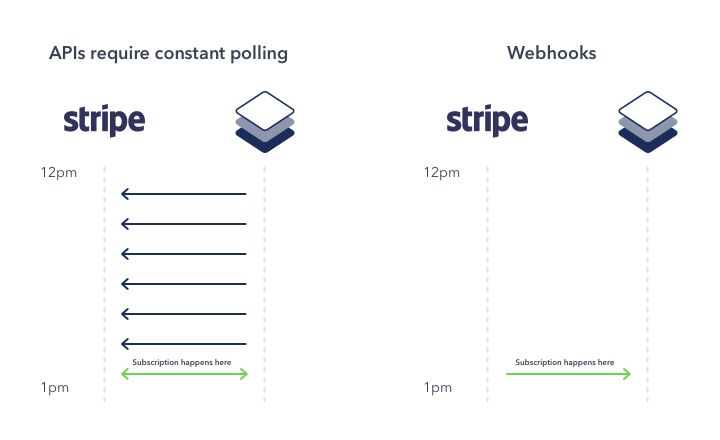 APIs require constant polling
stripe
12pm
Subscription happens here
1pm
Webhooks
stripe
12pm
Subscription happens here
1pm